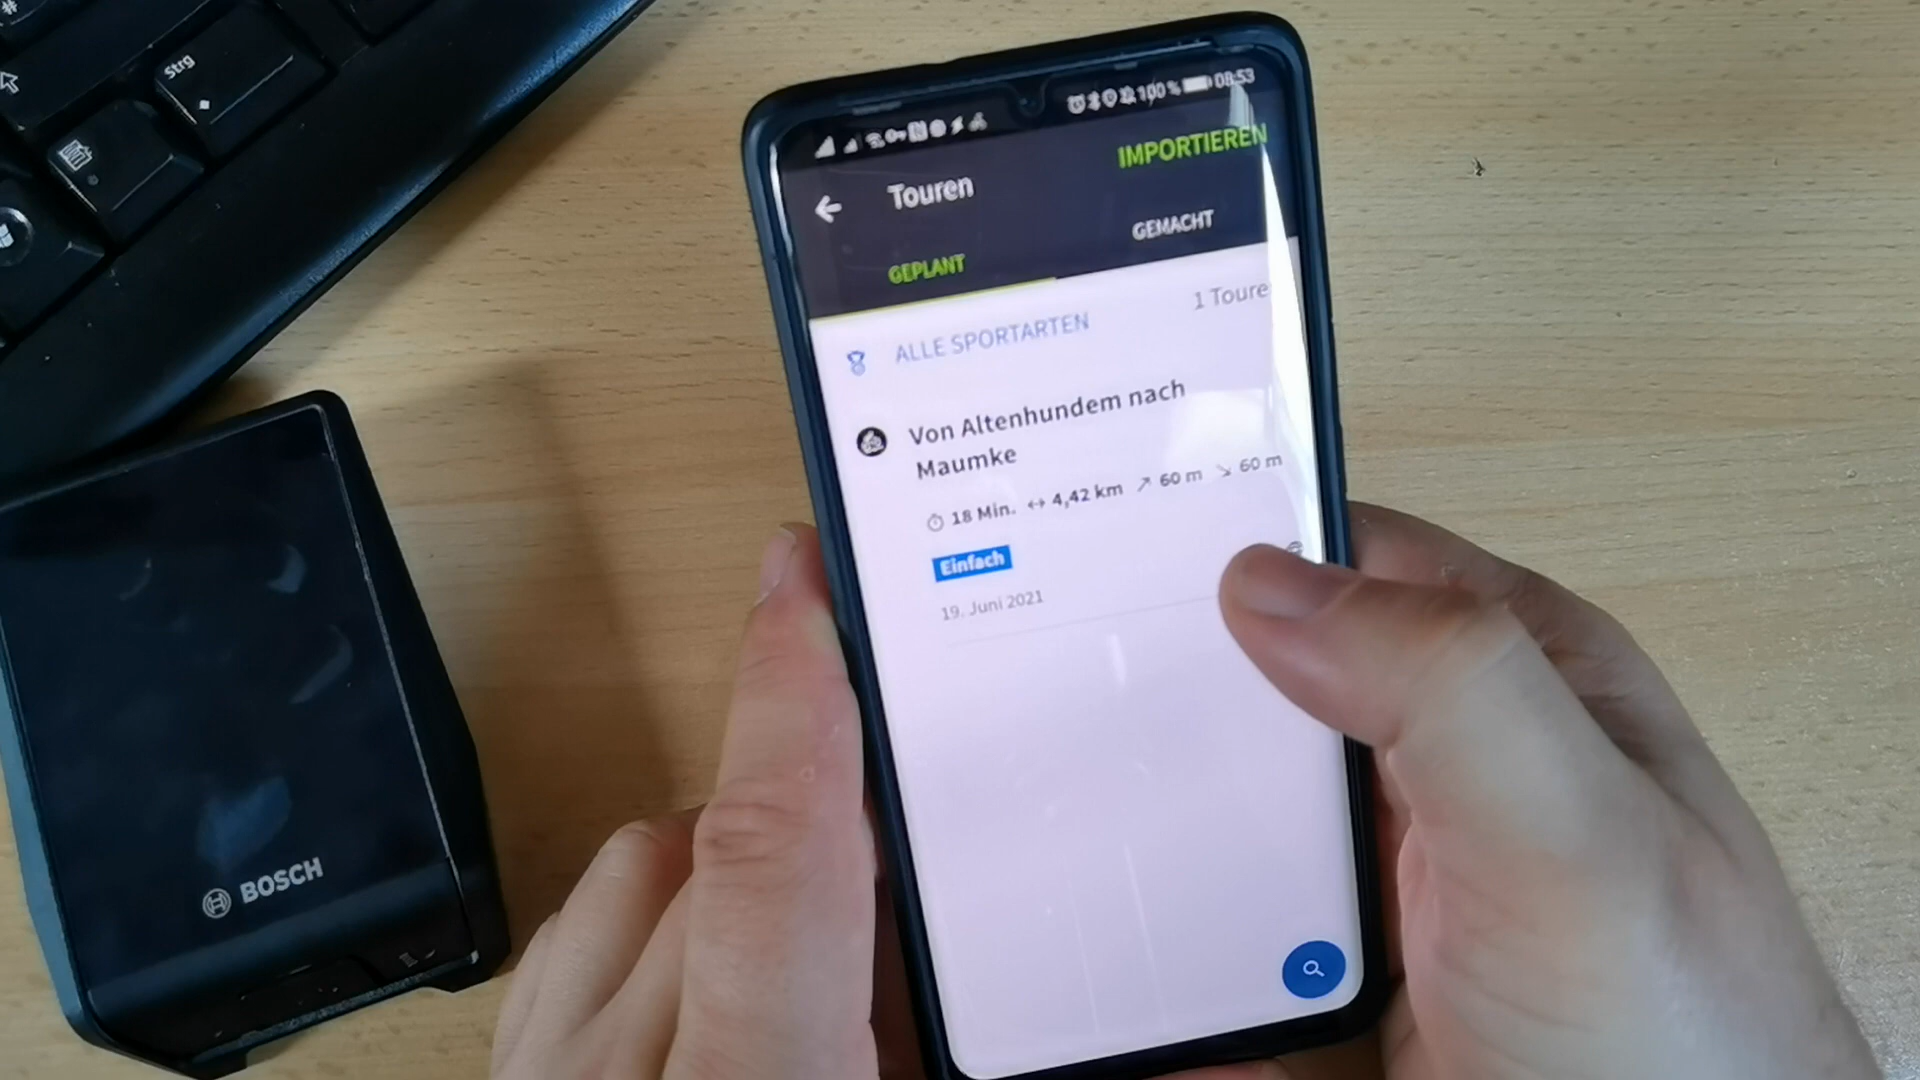 #
Strg
100 % 08:53
IMPORTIEREN
Touren
GEPLANT
GEMACHT
ALLE SPORTARTEN
1 Toure
Von Altenhundem nach
Maumke
18 Min. ↔ 4,42 km ↗ 60 m ↘ 60 m
Einfach
19. Juni 2021
BOSCH